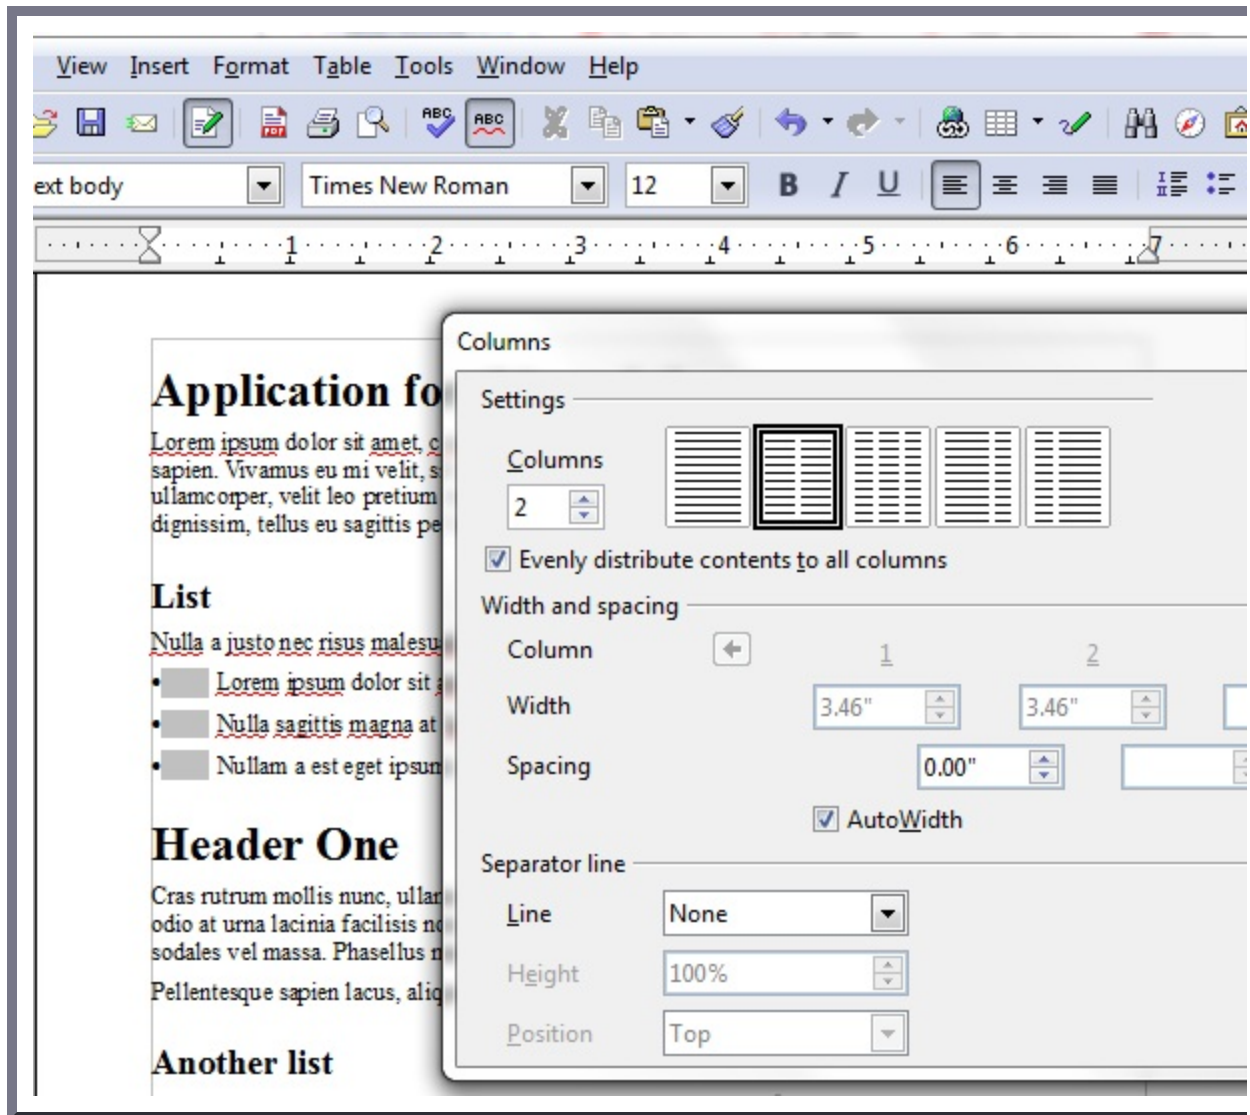 View Insert Format Table Tools Window Help
ABC ABC
ext body Times New Roman 12 B I U
1 2 3 4 5 6 7
Columns
Application fo
Settings
Lorem ipsum dolor sit amet, c
sapien. Vivamus eu mi velit, s
ullamcorper, velit leo pretium
dignissim, tellus eu sagittis pe
Columns
2
Evenly distribute contents to all columns
List
Width and spacing
Nulla a justo nec risus malesu
Column 1 2
• Lorem ipsum dolor sit a
Width 3.46" 3.46"
• Nulla sagittis magna at
• Nullam a est eget ipsum
Spacing 0.00"
AutoWidth
Header One
Separator line
Cras rutrum mollis nunc, ullan
odio at urna lacinia facilisis no
sodales vel massa. Phasellus n
Line None
Height 100%
Pellentesque sapien lacus, aliq
Position Top
Another list